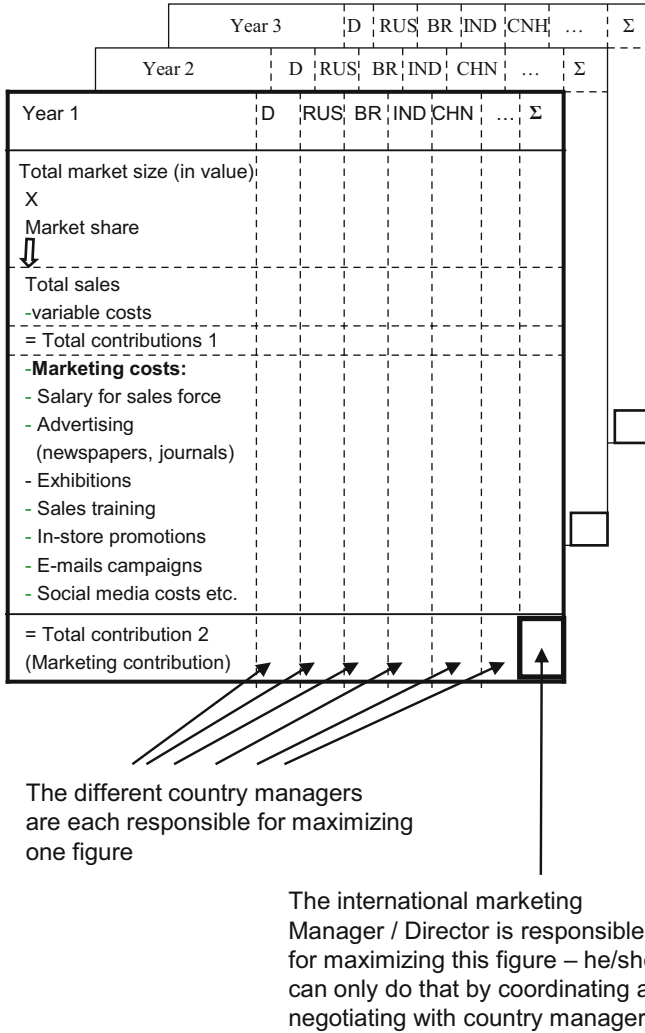 Year 3 D RUS BR IND CNH … Σ
Year 2 D RUS BR IND CHN … Σ
Year 1 D RUS BR IND CHN … Σ
Total market size (in value)
X
Market share
Total sales
-variable costs
= Total contributions 1
-Marketing costs:
- Salary for sales force
- Advertising
(newspapers, journals)
- Exhibitions
- Sales training
- In-store promotions
- E-mails campaigns
- Social media costs etc.
= Total contribution 2
(Marketing contribution)
The different country managers
are each responsible for maximizing
one figure
The international marketing
Manager / Director is responsible
for maximizing this figure – he/she
can only do that by coordinating
negotiating with country manager